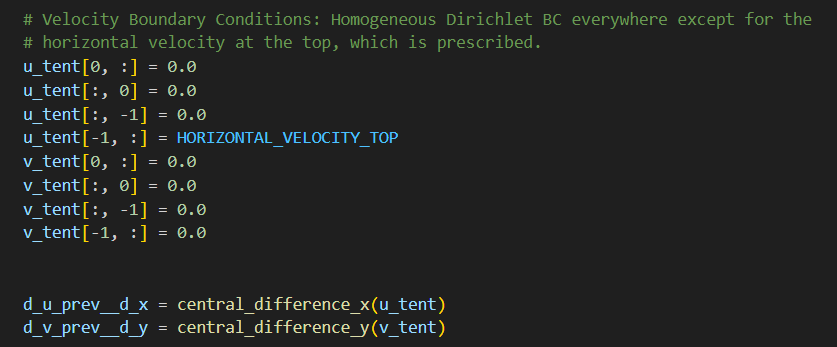 # Velocity Boundary Conditions: Homogeneous Dirichlet BC everywhere except for the
# horizontal velocity at the top, which is prescribed.
u_tent[0, :] = 0.0
u_tent[:, 0] = 0.0
u_tent[:, -1] = 0.0
u_tent[-1, :] = HORIZONTAL_VELOCITY_TOP
v_tent[0, :] = 0.0
v_tent[:, 0] = 0.0
v_tent[:, -1] = 0.0
v_tent[-1, :] = 0.0
d_u_prev__d_x = central_difference_x(u_tent)
d_v_prev__d_y = central_difference_y(v_tent)